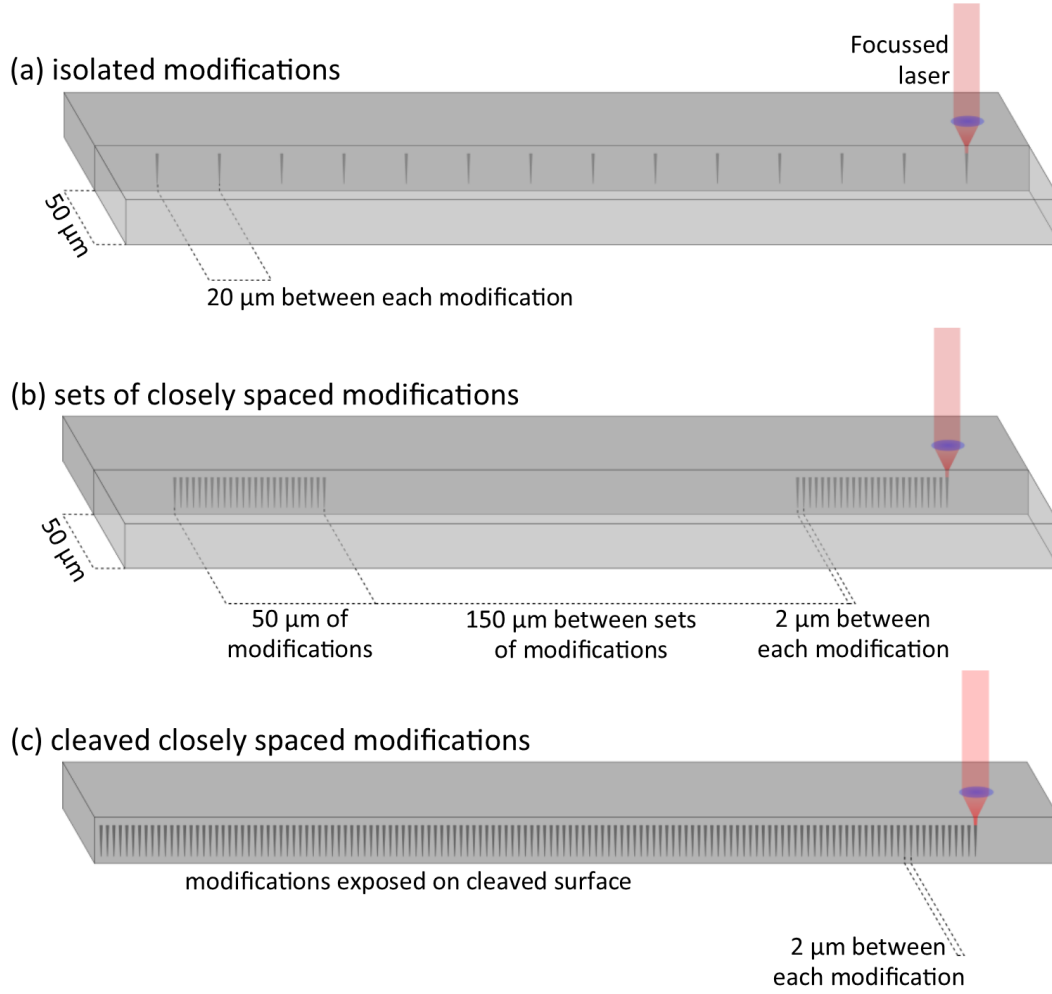 (a) isolated modifications
Focussed
laser
50 μm
20 μm between each modification
(b) sets of closely spaced modifications
50 μm
50 μm of
modifications
150 μm between sets
of modifications
2 μm between
each modification
(c) cleaved closely spaced modifications
modifications exposed on cleaved surface
2 μm between
each modification